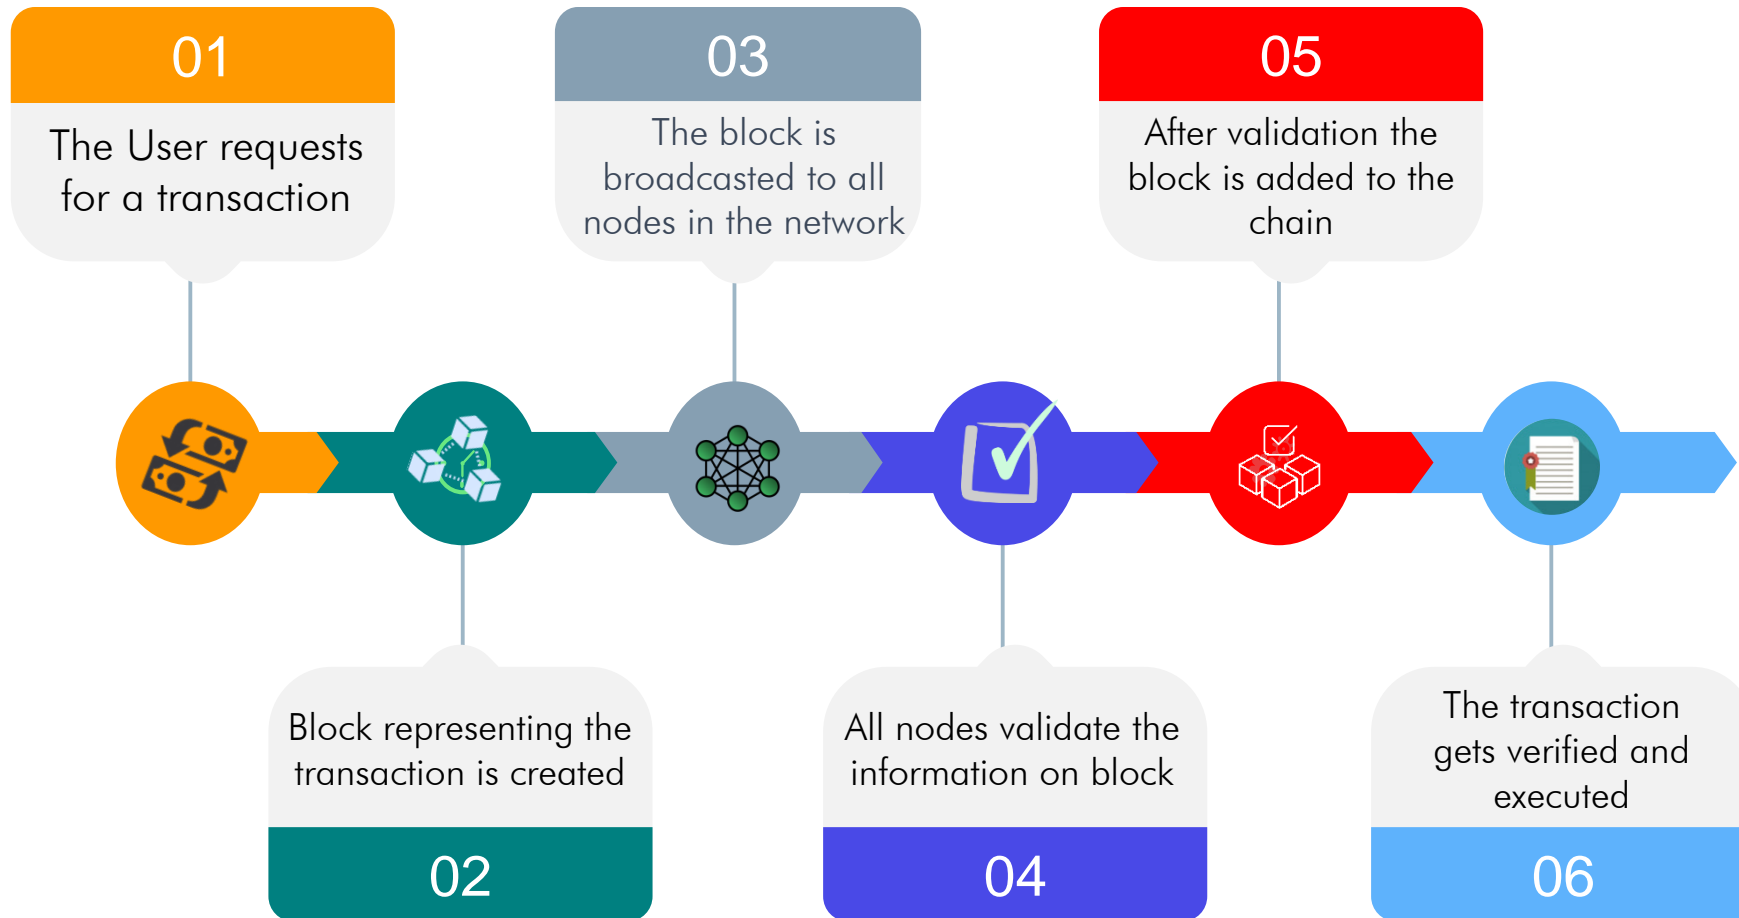 01
The User requests
for a transaction
02
Block representing the
transaction is created
03
The block is
broadcasted to all
nodes in the network
04
All nodes validate the
information on block
05
After validation the
block is added to the
chain
06
The transaction
gets verified and
executed